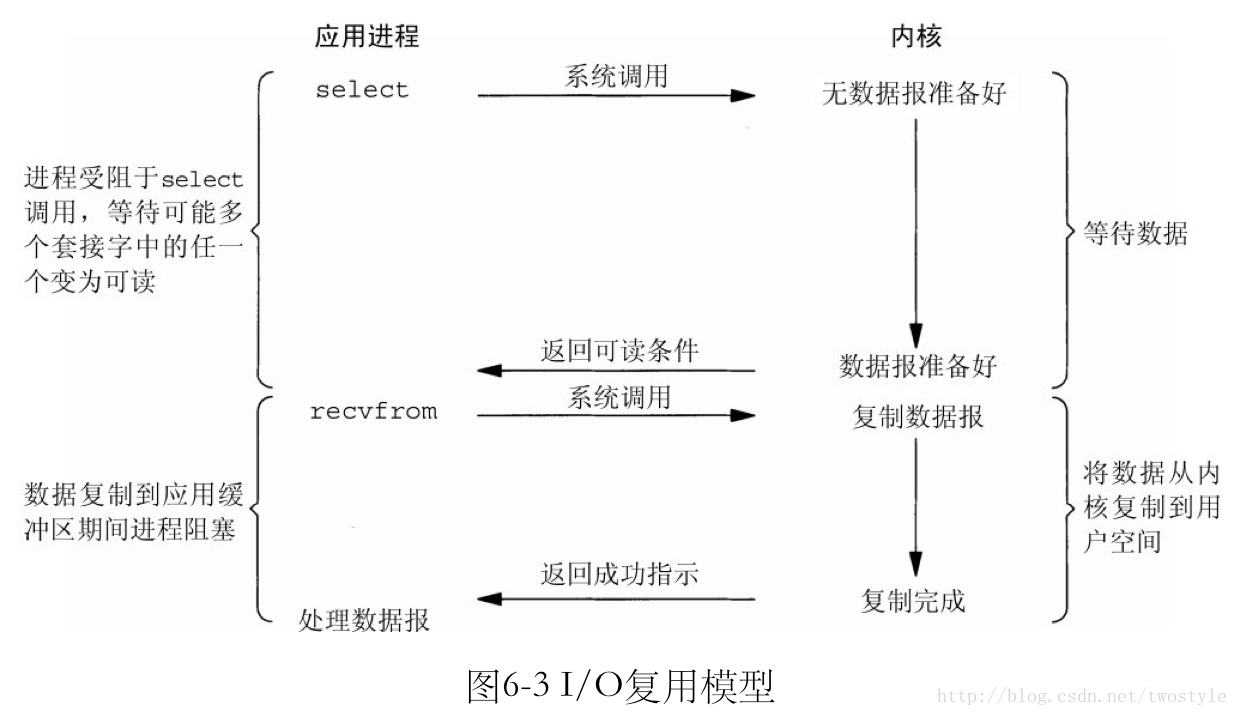 应用进程
内核
select
系统调用
无数据报准备好
进程受阻于select
调用，等待可能多
个套接字中的任一
个变为可读
等待数据
返回可读条件
数据报准备好
recvfrom
系统调用
复制数据报
数据复制到应用缓
冲区期间进程阻塞
将数据从内
核复制到用
户空间
返回成功指示
复制完成
处理数据报
图6-3 I/O复用模型
http://blog.csdn.net/twostyle